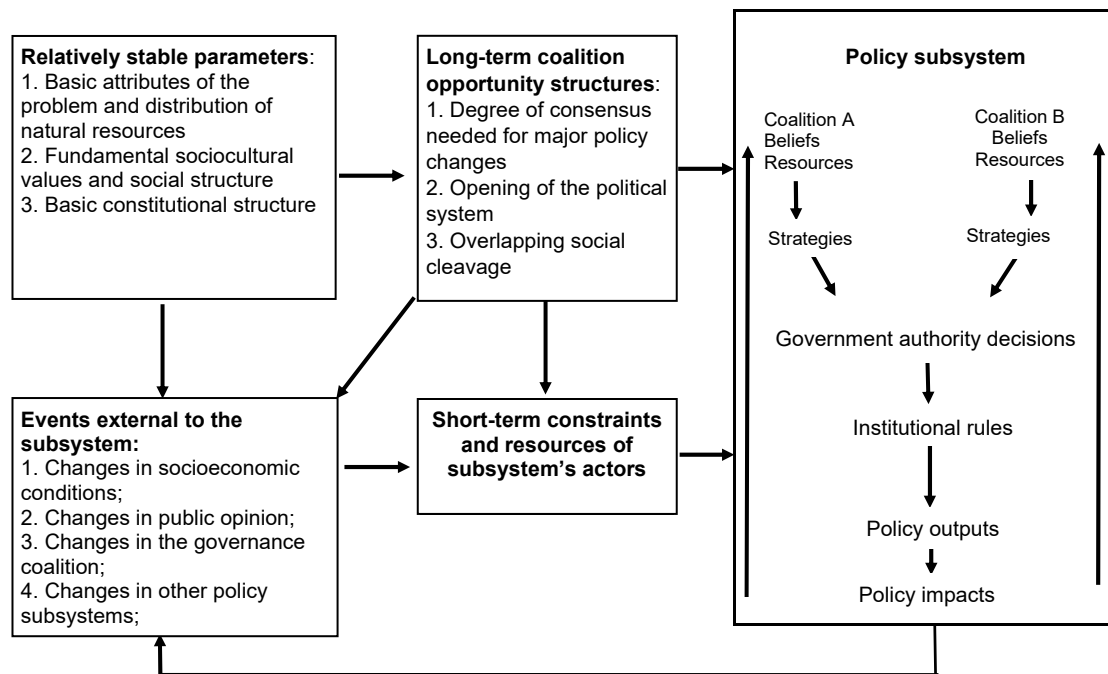 Relatively stable parameters:
1. Basic attributes of the
problem and distribution of
natural resources
2. Fundamental sociocultural
values and social structure
3. Basic constitutional structure
Long-term coalition
opportunity structures:
1. Degree of consensus
needed for major policy
changes
2. Opening of the political
system
3. Overlapping social
cleavage
Events external to the
subsystem:
1. Changes in socioeconomic
conditions;
2. Changes in public opinion;
3. Changes in the governance
coalition;
4. Changes in other policy
subsystems;
Short-term constraints
and resources of
subsystem's actors
Policy subsystem
Coalition A
Beliefs
Resources
Strategies
Coalition B
Beliefs
Resources
Strategies
Government authority decisions
Institutional rules
Policy outputs
Policy impacts